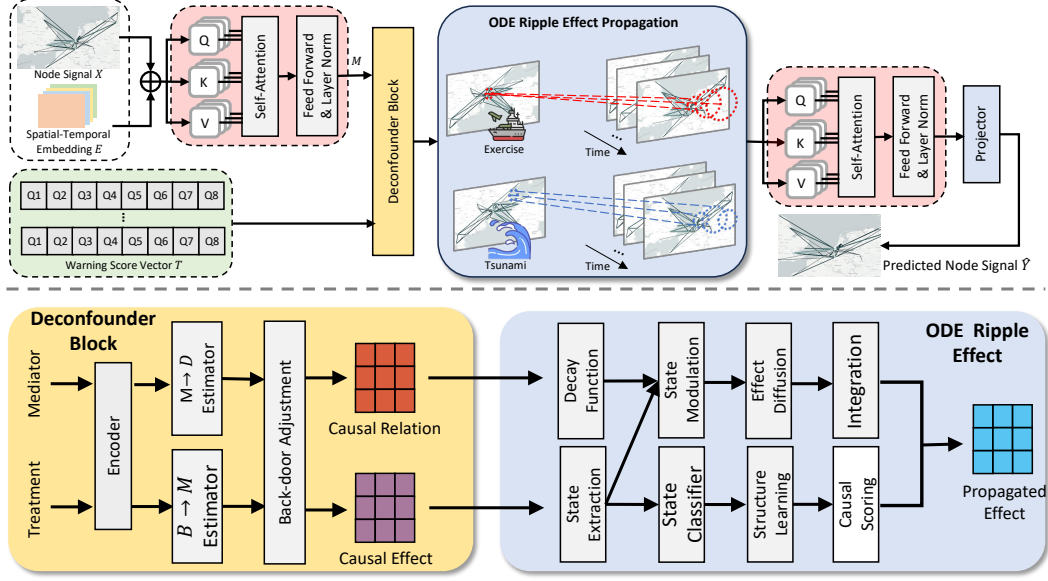 Node Signal X
Spatial-Temporal
Embedding E
Q
K
V
Self-Attention
Feed Forward
& Layer Norm
M
Q1 Q2 Q3 Q4 Q5 Q6 Q7 Q8
Q1 Q2 Q3 Q4 Q5 Q6 Q7 Q8
Warning Score Vector T
Deconfounder Block
ODE Ripple Effect Propagation
Exercise
Time
...
Tsunami
Time
...
Q
K
V
Self-Attention
Feed Forward
& Layer Norm
Projector
Predicted Node Signal Ŷ
Deconfounder
Block
Mediator
Treatment
Encoder
M→ D
Estimator
B → M
Estimator
Back-door Adjustment
Causal Relation
Causal Effect
ODE Ripple
Effect
Decay
Function
State
Modulation
Effect
Diffusion
Integration
State
Extraction
State
Classifier
Structure
Learning
Causal
Scoring
Propagated
Effect